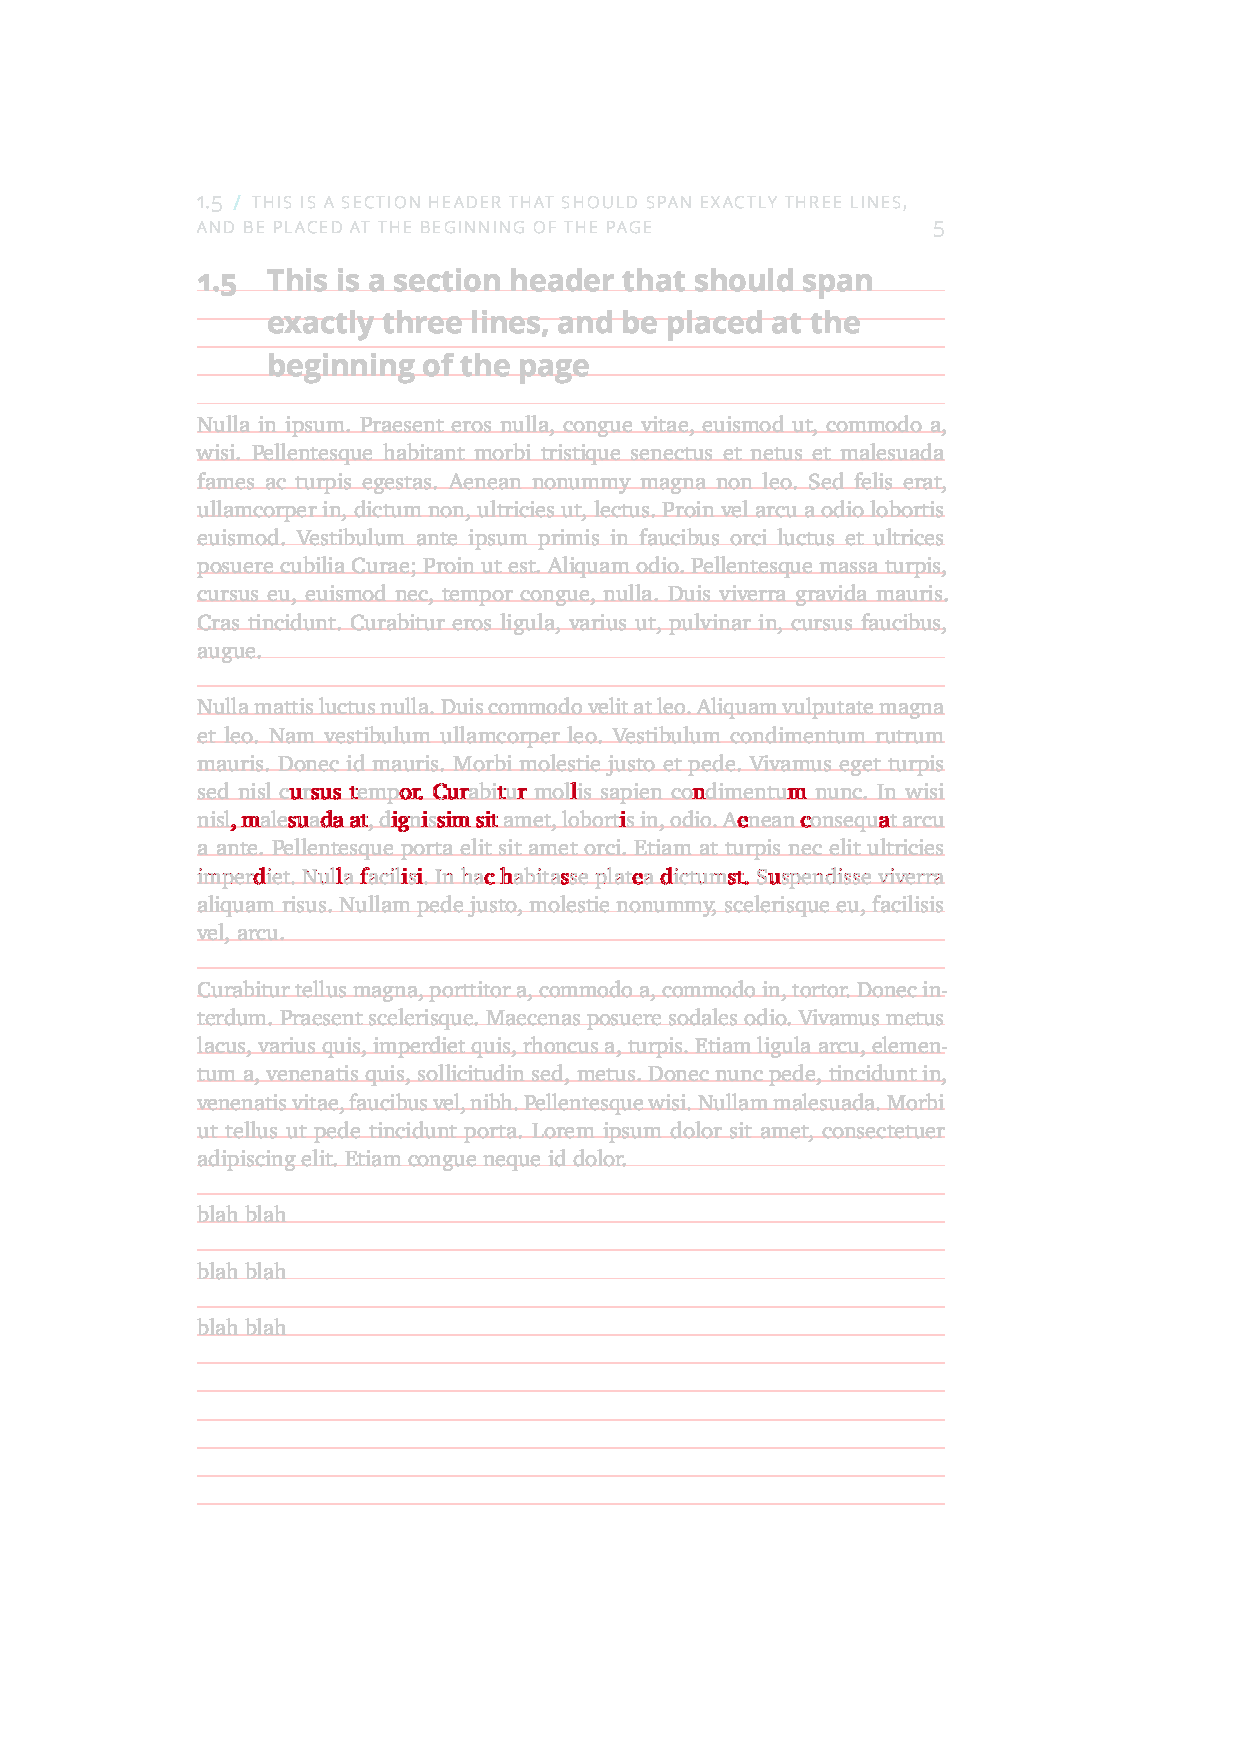 1.5 / THIS IS A SECTION HEADER THAT SHOULD SPAN EXACTLY THREE LINES,
AND BE PLACED AT THE BEGINNING OF THE PAGE 5
1.5 This is a section header that should span
exactly three lines, and be placed at the
beginning of the page
Nulla in ipsum. Praesent eros nulla, congue vitae, euismod ut, commodo a,
wisi. Pellentesque habitant morbi tristique senectus et netus et malesuada
fames ac turpis egestas. Aenean nonummy magna non leo. Sed felis erat,
ullamcorper in, dictum non, ultricies ut, lectus. Proin vel arcu a odio lobortis
euismod. Vestibulum ante ipsum primis in faucibus orci luctus et ultrices
posuere cubilia Curae; Proin ut est. Aliquam odio. Pellentesque massa turpis,
cursus eu, euismod nec, tempor congue, nulla. Duis viverra gravida mauris.
Cras tincidunt. Curabitur eros ligula, varius ut, pulvinar in, cursus faucibus,
augue.
Nulla mattis luctus nulla. Duis commodo velit at leo. Aliquam vulputate magna
et leo. Nam vestibulum ullamcorper leo. Vestibulum condimentum rutrum
mauris. Donec id mauris. Morbi molestie justo et pede. Vivamus eget turpis
sed nisl cursus tempor. Curabitur mollis sapien condimentum nunc. In wisi
nisl, malesuada at, dignissim sit amet, lobortis in, odio. Aenean consequat arcu
a ante. Pellentesque porta elit sit amet orci. Etiam at turpis nec elit ultricies
imperdiet. Nulla facilisi. In hac habitasse platea dictumst. Suspendisse viverra
aliquam risus. Nullam pede justo, molestie nonummy, scelerisque eu, facilisis
vel, arcu.
Curabitur tellus magna, porttitor a, commodo a, commodo in, tortor. Donec in-
terdum. Praesent scelerisque. Maecenas posuere sodales odio. Vivamus metus
lacus, varius quis, imperdiet quis, rhoncus a, turpis. Etiam ligula arcu, elemen-
tum a, venenatis quis, sollicitudin sed, metus. Donec nunc pede, tincidunt in,
venenatis vitae, faucibus vel, nibh. Pellentesque wisi. Nullam malesuada. Morbi
ut tellus ut pede tincidunt porta. Lorem ipsum dolor sit amet, consectetuer
adipiscing elit. Etiam congue neque id dolor.
blah blah
blah blah
blah blah